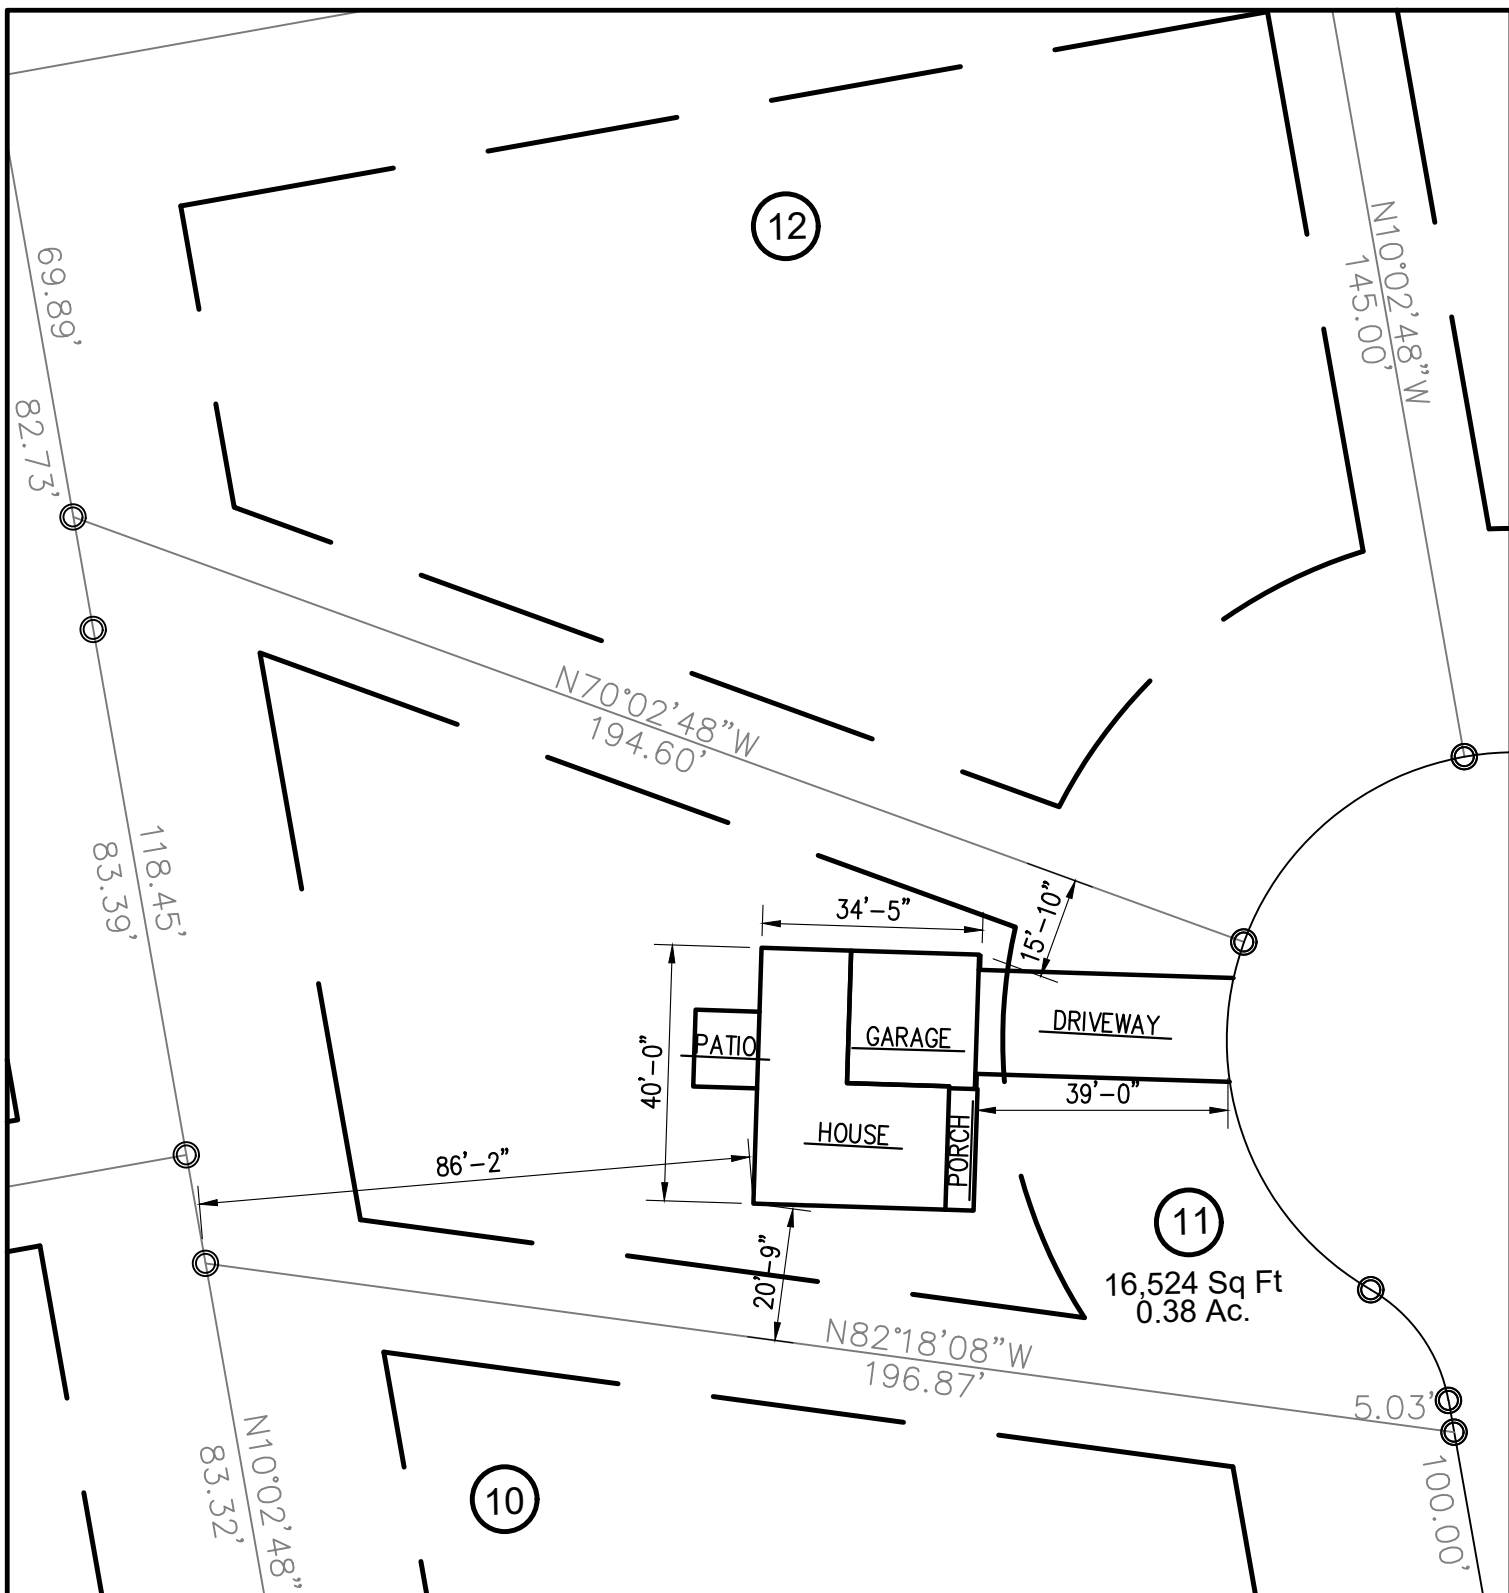 12
69.89'
82.73'
N10°02'48"W
145.00'
N70°02'48"W
194.60'
118.45'
83.39'
34'-5"
15'-10"
40'-0"
PATIO
GARAGE
DRIVEWAY
39'-0"
HOUSE
PORCH
86'-2"
20'-9"
11
16,524 Sq Ft
0.38 Ac.
N82°18'08"W
196.87'
5.03'
100.00'
10
N10°02'48"
83.32'